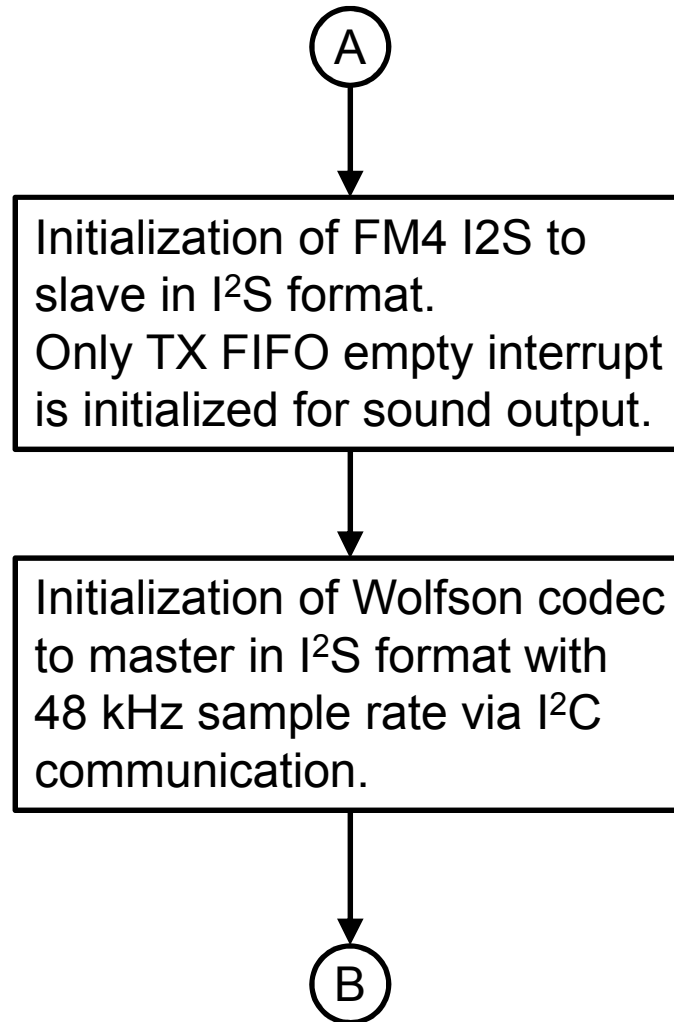 A
Initialization of FM4 I2S to
slave in I²S format.
Only TX FIFO empty interrupt
is initialized for sound output.
Initialization of Wolfson codec
to master in I²S format with
48 kHz sample rate via I²C
communication.
B